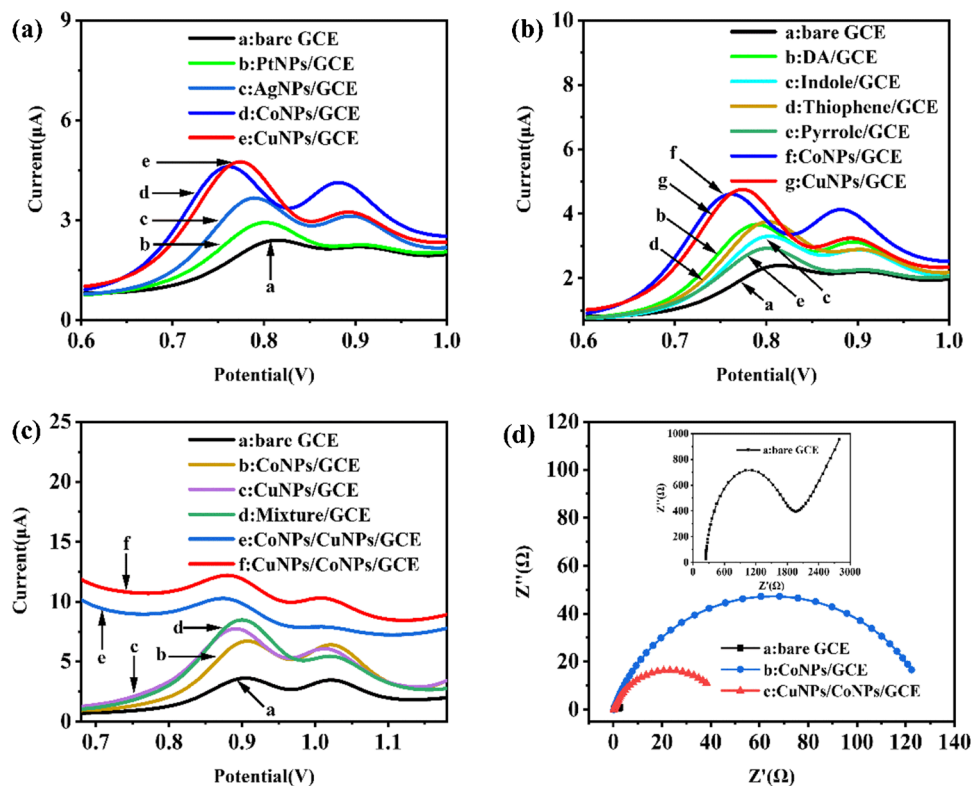 (a)
9
6
3
0
0.6 0.7 0.8 0.9 1.0
Current(μA)
Potential(V)
a:bare GCE
b:PtNPs/GCE
c:AgNPs/GCE
d:CoNPs/GCE
e:CuNPs/GCE
e
d
c
b
a
(b)
10
8
6
4
2
0.6 0.7 0.8 0.9 1.0
Current(μA)
Potential(V)
a:bare GCE
b:DA/GCE
c:Indole/GCE
d:Thiophene/GCE
e:Pyrrole/GCE
f:CoNPs/GCE
g:CuNPs/GCE
f
g
b
d
a
e
c
(c)
25
20
15
10
5
0
0.7 0.8 0.9 1.0 1.1
Current(μA)
Potential(V)
a:bare GCE
b:CoNPs/GCE
c:CuNPs/GCE
d:Mixture/GCE
e:CoNPs/CuNPs/GCE
f:CuNPs/CoNPs/GCE
f
e
c
d
b
a
(d)
120
100
80
60
40
20
0
0 20 40 60 80 100 120 140
Z''(Ω)
Z'(Ω)
1000
800
600
400
200
0
0 600 1200 1800 2400 3000
Z''(Ω)
Z'(Ω)
a:bare GCE
a:bare GCE
b:CoNPs/GCE
c:CuNPs/CoNPs/GCE